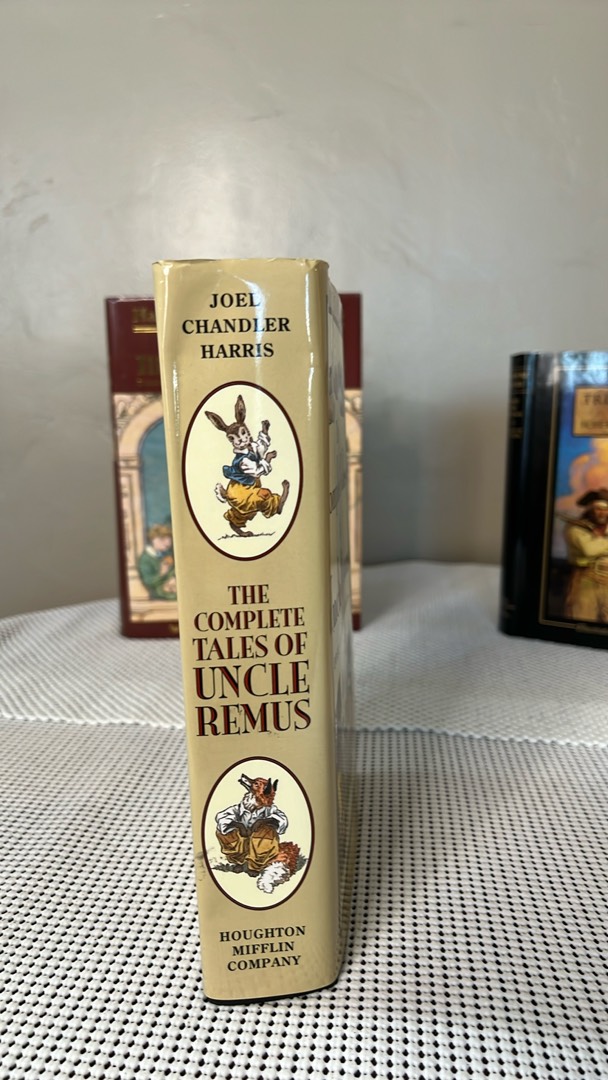 JOEL
CHANDLER
HARRIS
THE
COMPLETE
TALES OF
UNCLE
REMUS
HOUGHTON
MIFFLIN
COMPANY